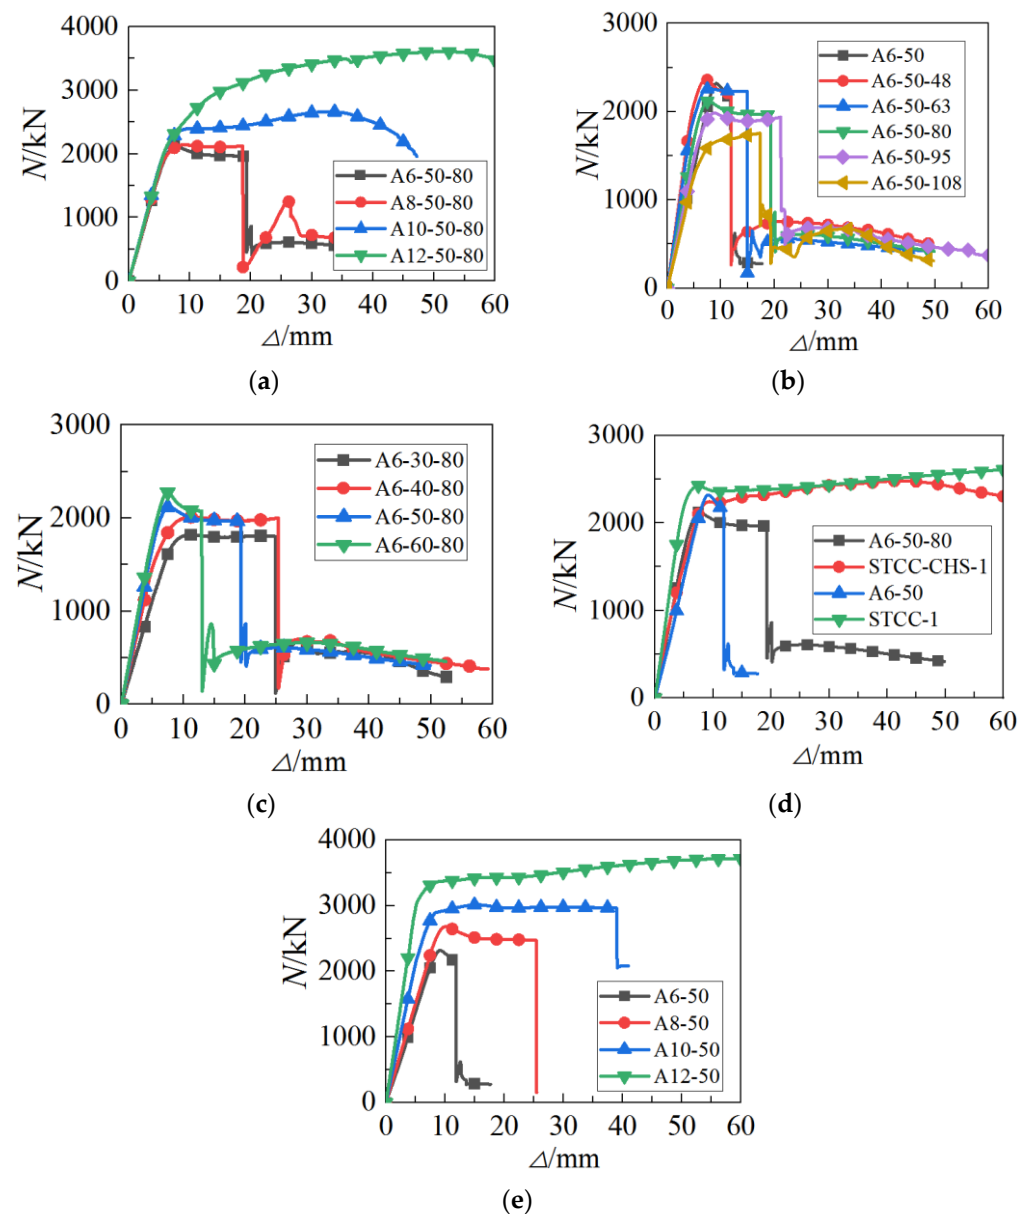 4000
3000
2000
1000
0
N/kN
A6-50-80
A8-50-80
A10-50-80
A12-50-80
0 10 20 30 40 50 60
Δ/mm
(a)
3000
2000
1000
0
N/kN
A6-50
A6-50-48
A6-50-63
A6-50-80
A6-50-95
A6-50-108
0 10 20 30 40 50 60
Δ/mm
(b)
3000
2000
1000
0
N/kN
A6-30-80
A6-40-80
A6-50-80
A6-60-80
0 10 20 30 40 50 60
Δ/mm
(c)
3000
2000
1000
0
N/kN
A6-50-80
STCC-CHS-1
A6-50
STCC-1
0 10 20 30 40 50 60
Δ/mm
(d)
4000
3000
2000
1000
0
N/kN
A6-50
A8-50
A10-50
A12-50
0 10 20 30 40 50 60
Δ/mm
(e)